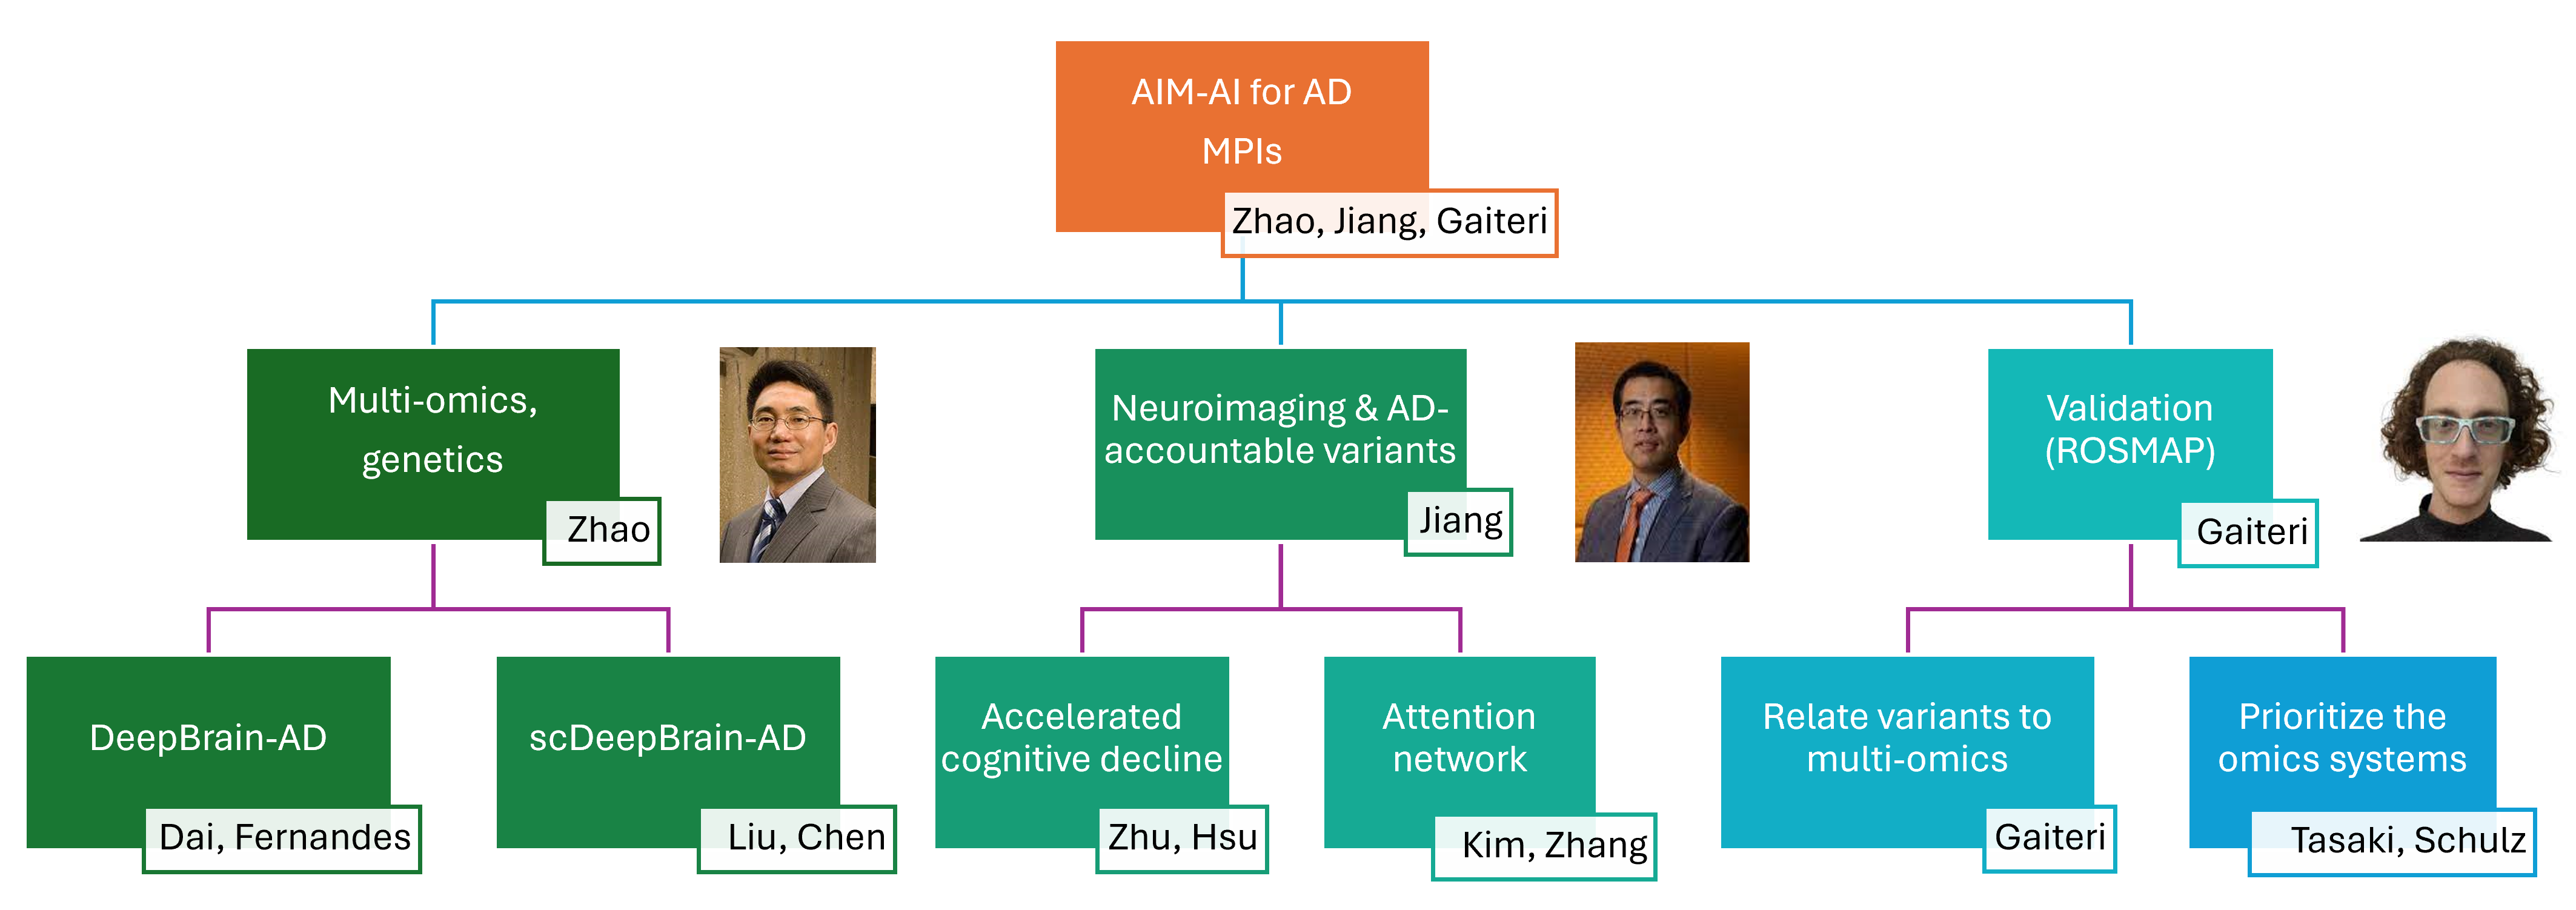 AIM-AI for AD
MPIs
Zhao, Jiang, Gaiteri
Multi-omics,
genetics
Zhao
Neuroimaging & AD-
accountable variants
Jiang
Validation
(ROSMAP)
Gaiteri
DeepBrain-AD
Dai, Fernandes
scDeepBrain-AD
Liu, Chen
Accelerated
cognitive decline
Zhu, Hsu
Attention
network
Kim, Zhang
Relate variants to
multi-omics
Gaiteri
Prioritize the
omics systems
Tasaki, Schulz